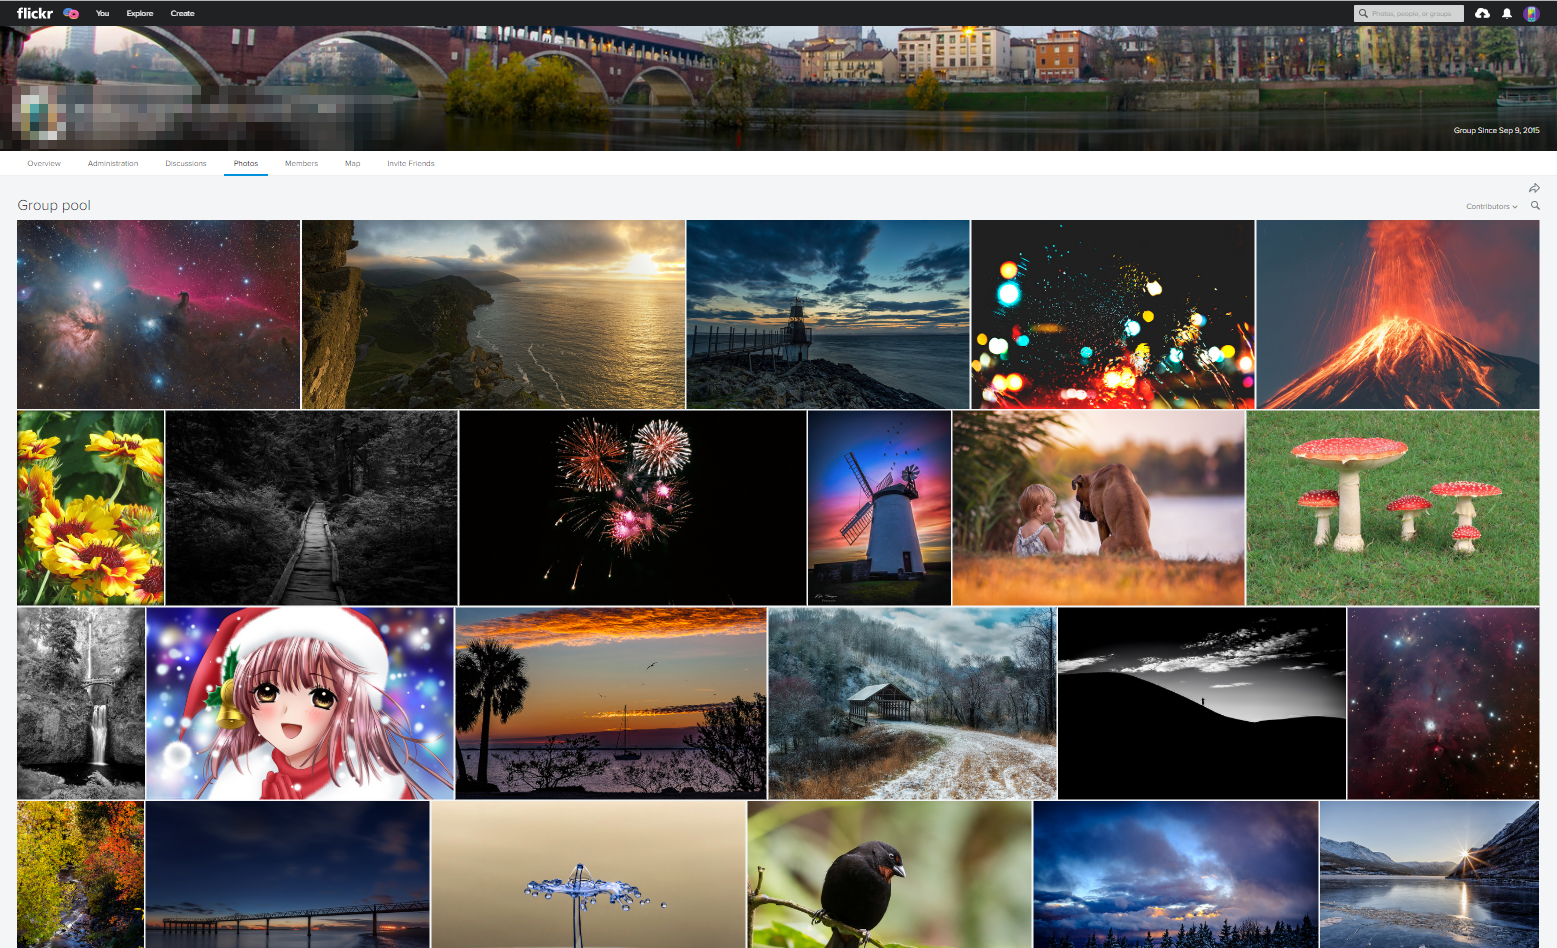 flickr You Explore Create Photos, people, or groups
Group Since Sep 9, 2015
Overview Administration Discussions Photos Members Map Invite Friends
Group pool
Contributors